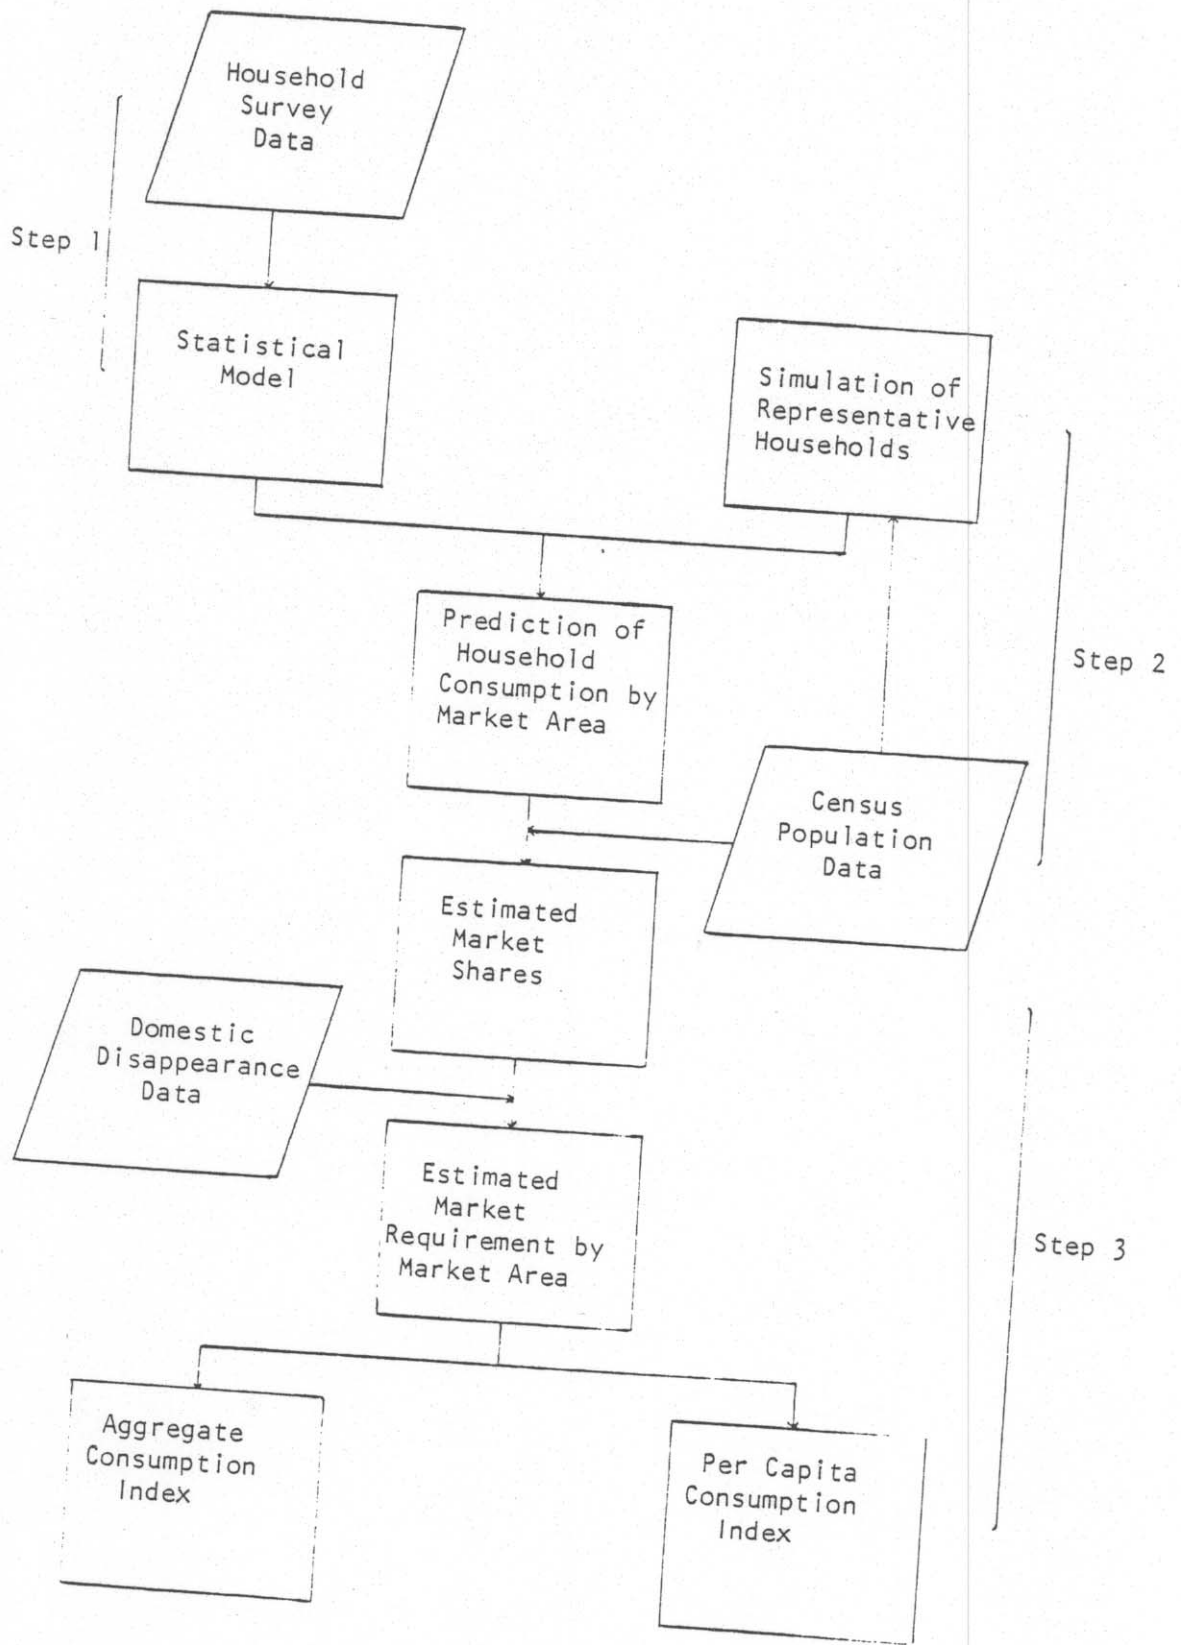 Household
Survey
Data
Step 1
Statistical
Model
Simulation of
Representative
Households
Prediction of
Household
Consumption by
Market Area
Step 2
Census
Population
Data
Estimated
Market
Shares
Domestic
Disappearance
Data
Estimated
Market
Requirement by
Market Area
Step 3
Aggregate
Consumption
Index
Per Capita
Consumption
Index